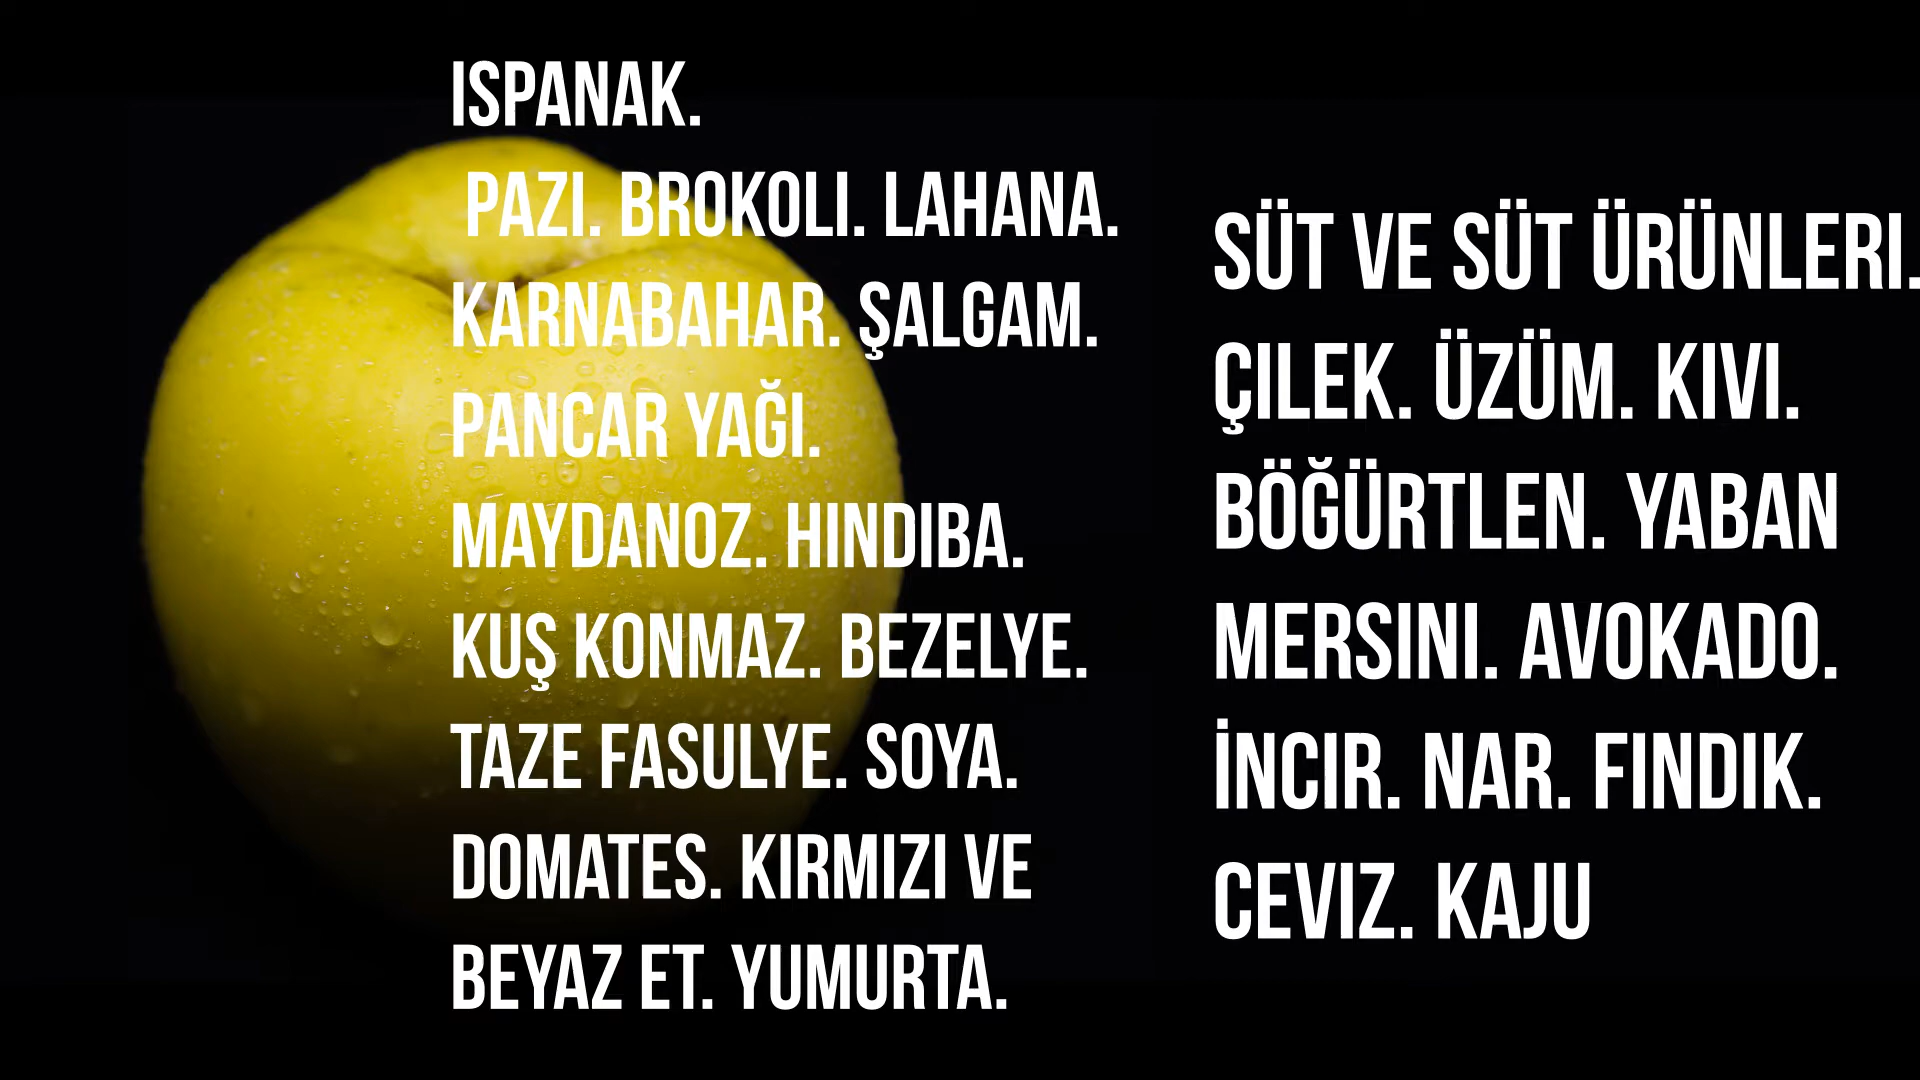 ISPANAK.
PAZI. BROKOLI. LAHANA.
KARNABAHAR. ŞALGAM.
PANCAR YAĞI.
MAYDANOZ. HINDIBA.
KUŞ KONMAZ. BEZELYE.
TAZE FASULYE. SOYA.
DOMATES. KIRMIZI VE
BEYAZ ET. YUMURTA.
SÜT VE SÜT ÜRÜNLERI.
ÇILEK. ÜZÜM. KIVI.
BÖĞÜRTLEN. YABAN
MERSINI. AVOKADO.
İNCIR. NAR. FINDIK.
CEVIZ. KAJU